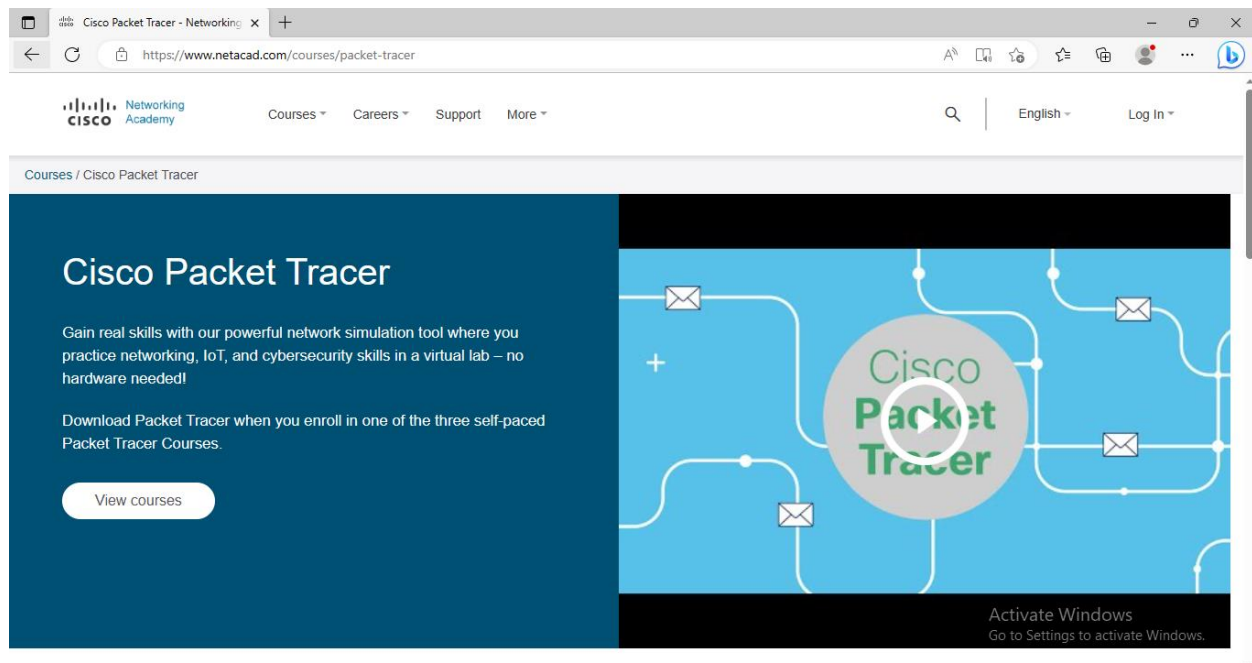 Cisco Packet Tracer - Networking
https://www.netacad.com/courses/packet-tracer
cisco Networking Academy
Courses Careers Support More
English Log In
Courses / Cisco Packet Tracer
Cisco Packet Tracer
Gain real skills with our powerful network simulation tool where you
practice networking, IoT, and cybersecurity skills in a virtual lab – no
hardware needed!
Download Packet Tracer when you enroll in one of the three self-paced
Packet Tracer Courses.
View courses
Cisco
Packet
Tracer
Activate Windows
Go to Settings to activate Windows.